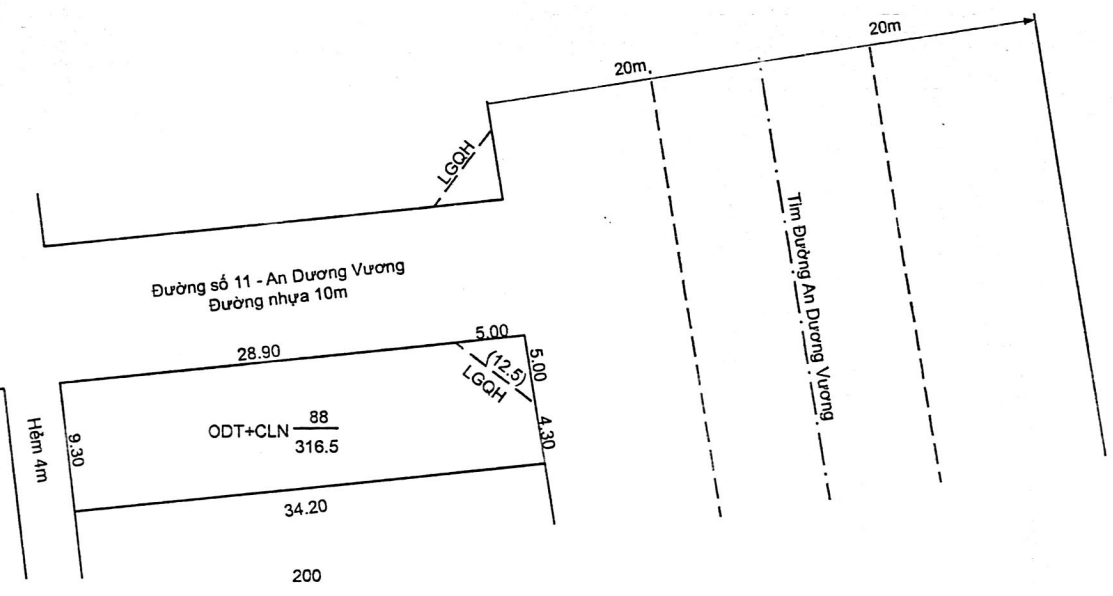 20m
20m
LGQH
Tim Đường An Dương Vương
Đường số 11 - An Dương Vương
Đường nhựa 10m
28.90
5.00
5.00
(12.5)
LGQH
4.30
Hẻm 4m
9.30
ODT+CLN 88
316.5
34.20
200